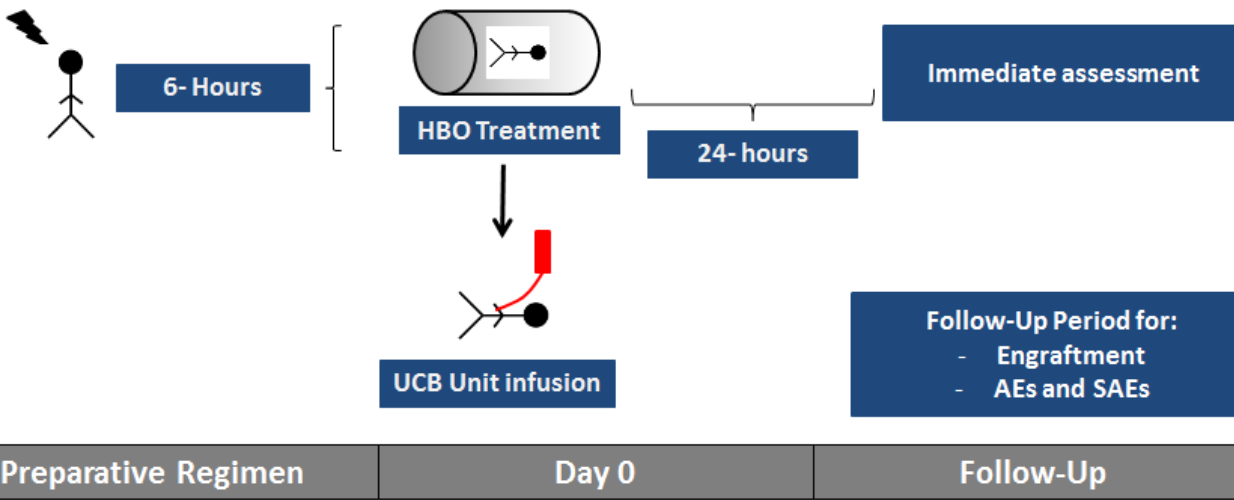 6- Hours
HBO Treatment
24- hours
Immediate assessment
UCB Unit infusion
Follow-Up Period for:
- Engraftment
- AEs and SAEs
Preparative Regimen
Day 0
Follow-Up